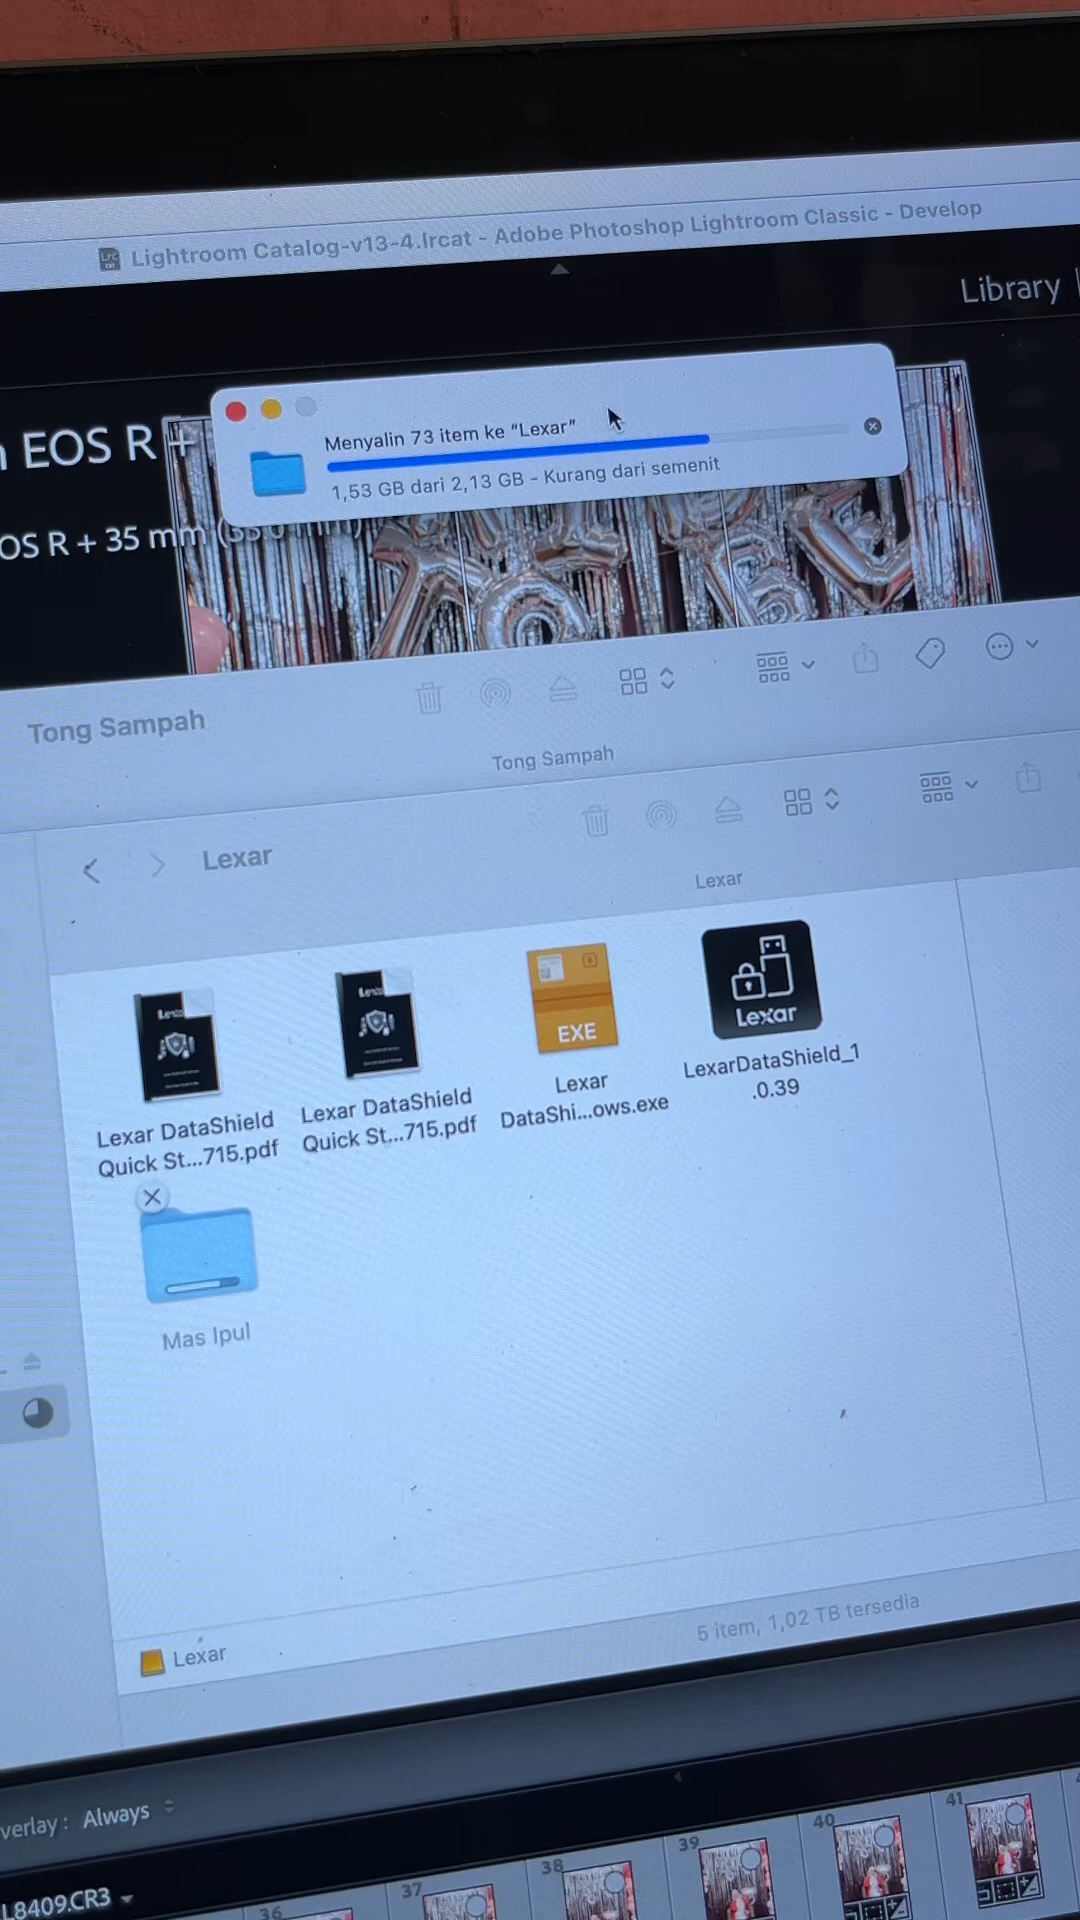 Lightroom Catalog-v13-4.lrcat - Adobe Photoshop Lightroom Classic - Develop
Library
EOS R +
Menyalin 73 item ke “Lexar”
1,53 GB dari 2,13 GB - Kurang dari semenit
OS R + 35 mm
Tong Sampah
Tong Sampah
Lexar
Lexar
Lexar
Lexar
EXE
Lexar
Lexar DataShield
Quick St...715.pdf
Lexar DataShield
Quick St...715.pdf
Lexar
DataShi...ows.exe
LexarDataShield_1
.0.39
Mas Ipul
5 item, 1,02 TB tersedia
Lexar
verlay : Always
L8409.CR3
36
37
38
39
40
41